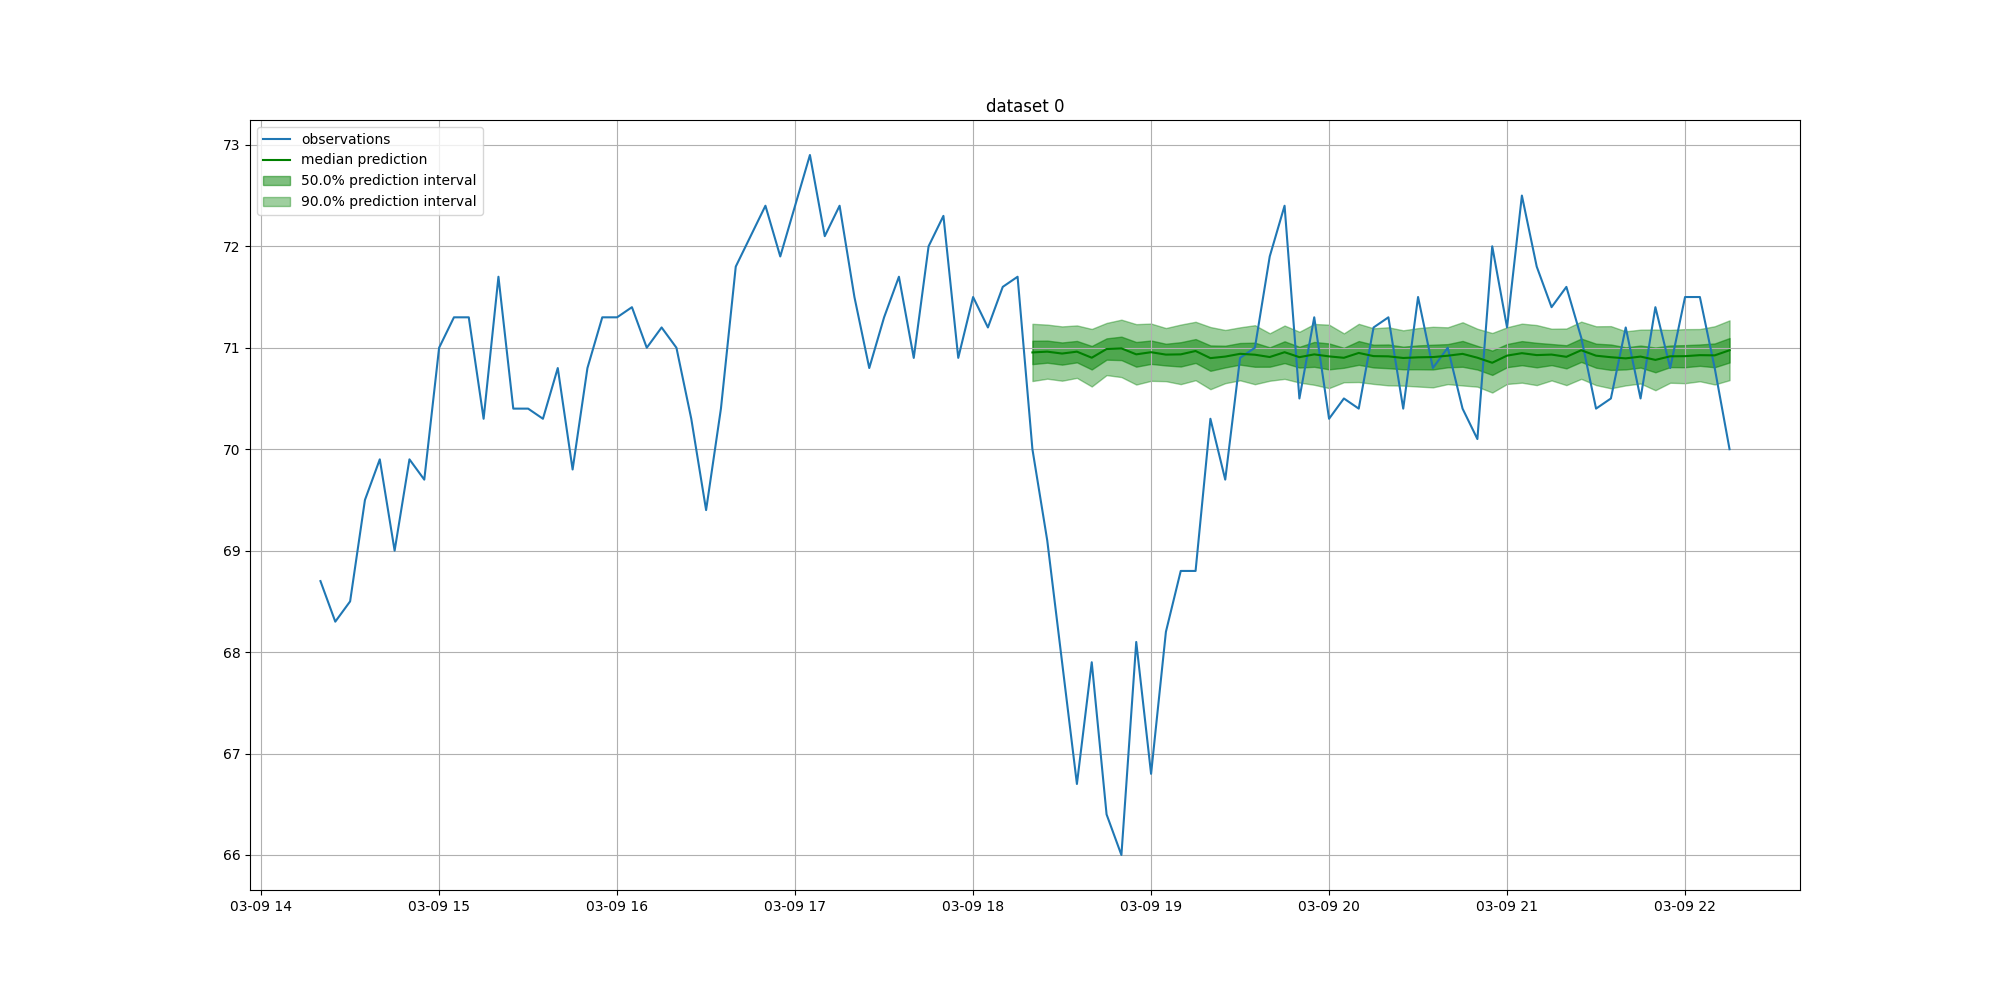 dataset 0
observations
median prediction
50.0% prediction interval
90.0% prediction interval
73
72
71
70
69
68
67
66
03-09 14 03-09 15 03-09 16 03-09 17 03-09 18 03-09 19 03-09 20 03-09 21 03-09 22